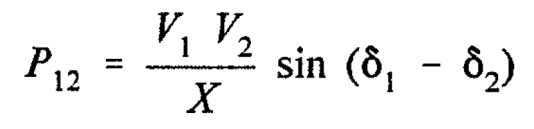 P₁₂ = V₁ V₂ / X sin (δ₁ − δ₂)